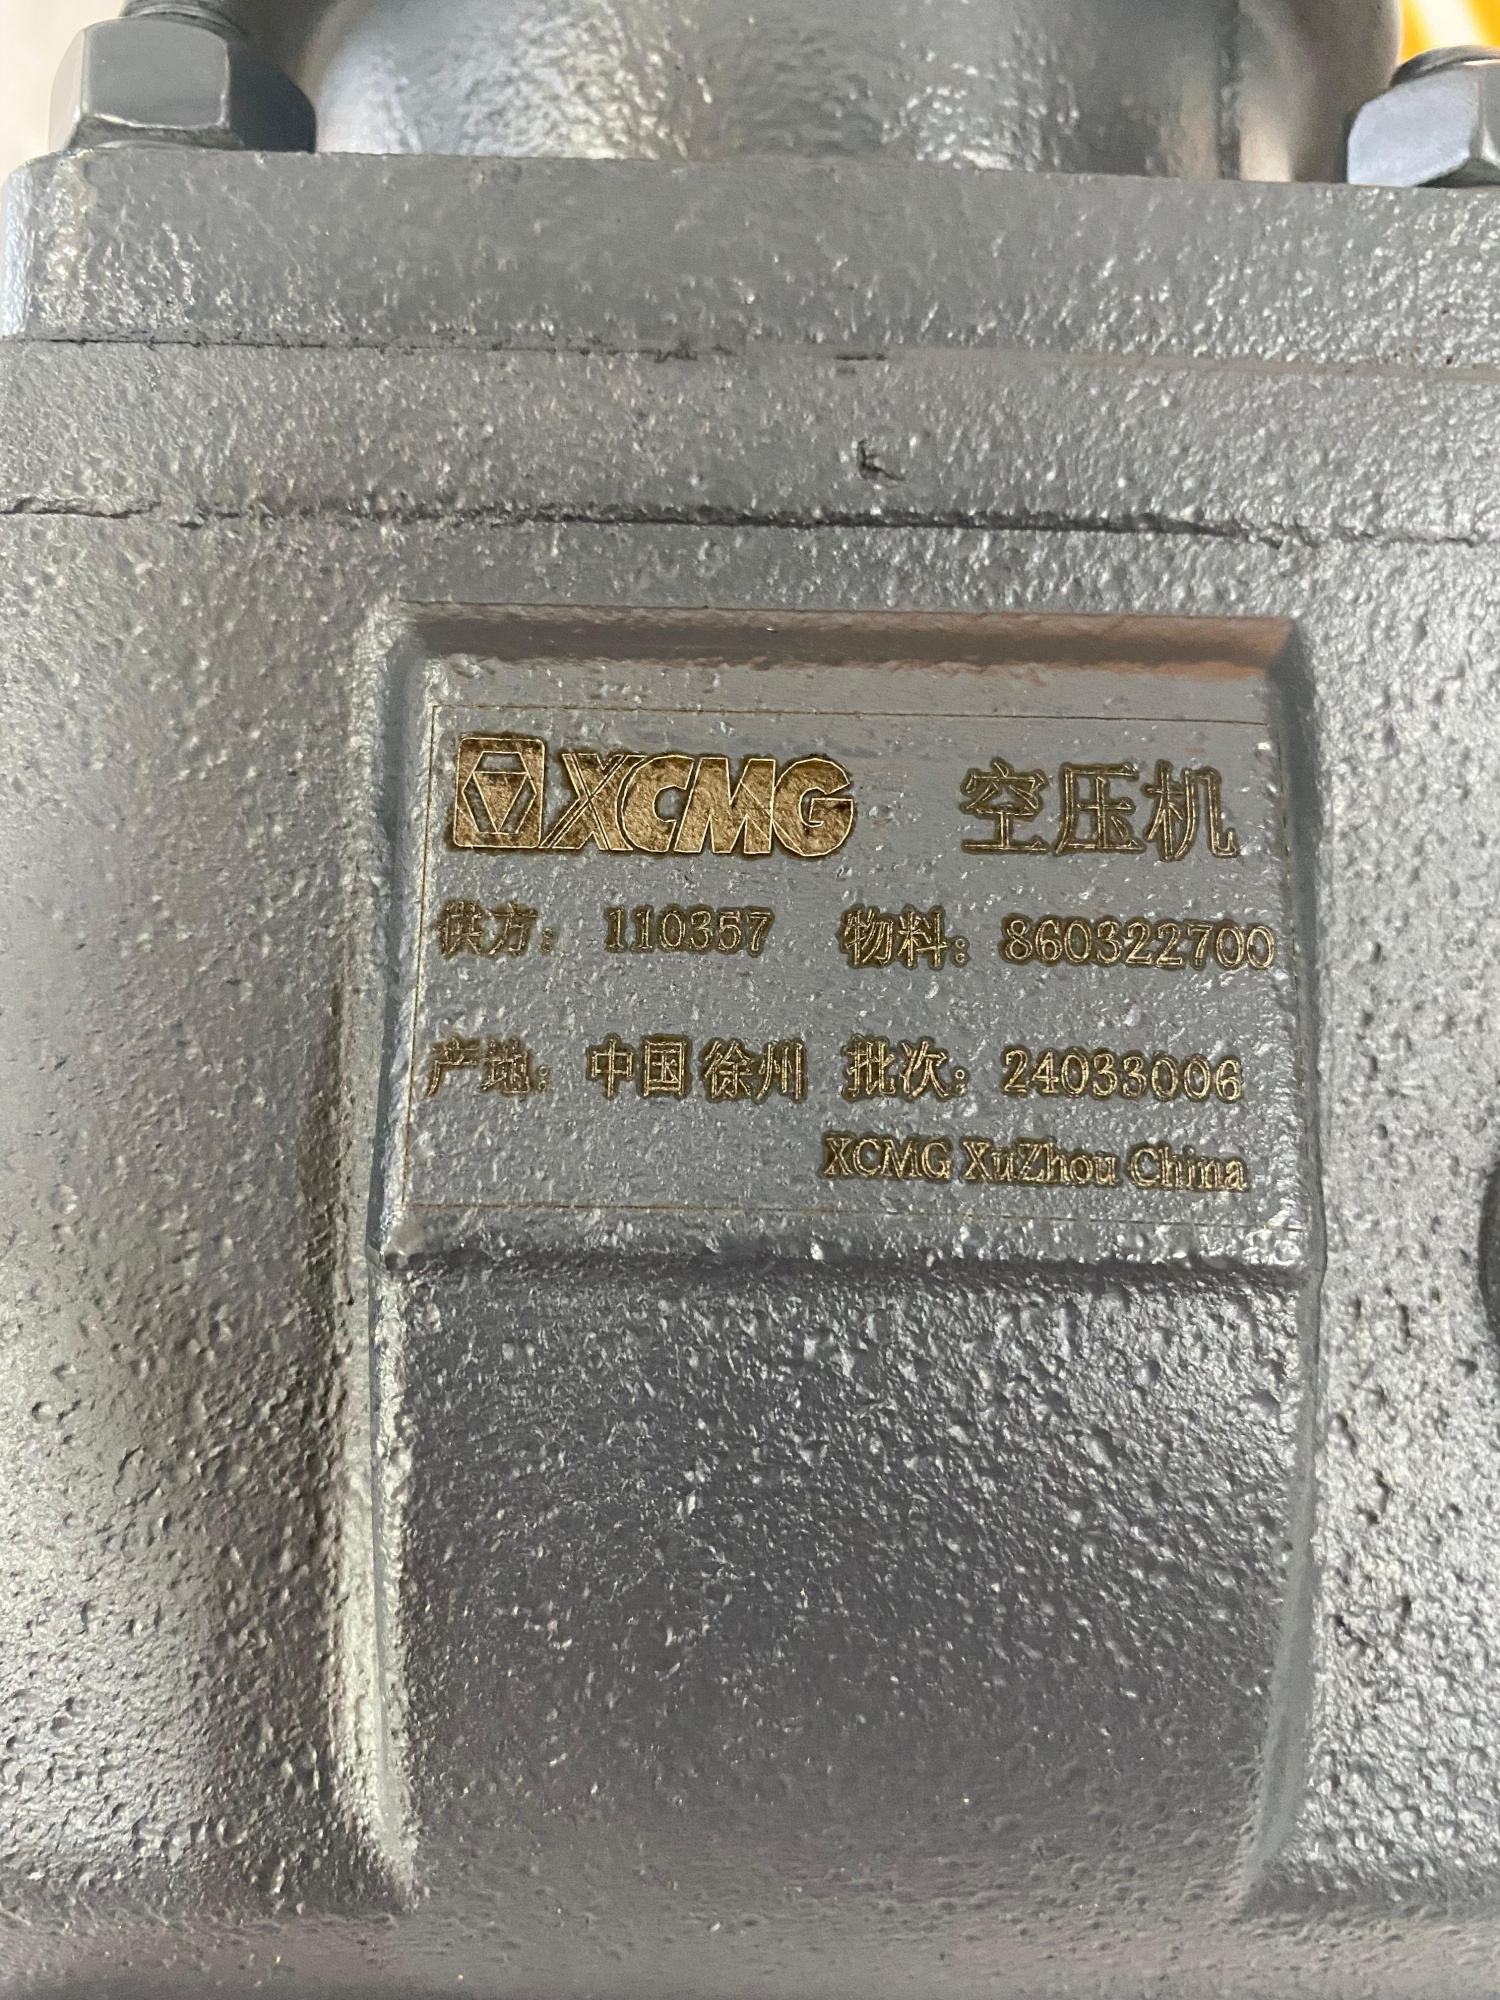 XCMG 空压机
供方： 110357 物料： 860322700
产地： 中国 徐州 批次： 24033006
XCMG XuZhou China